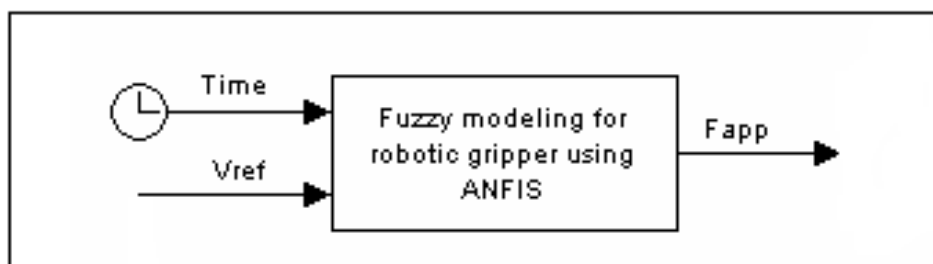 Time
Vref
Fuzzy modeling for
robotic gripper using
ANFIS
Fapp